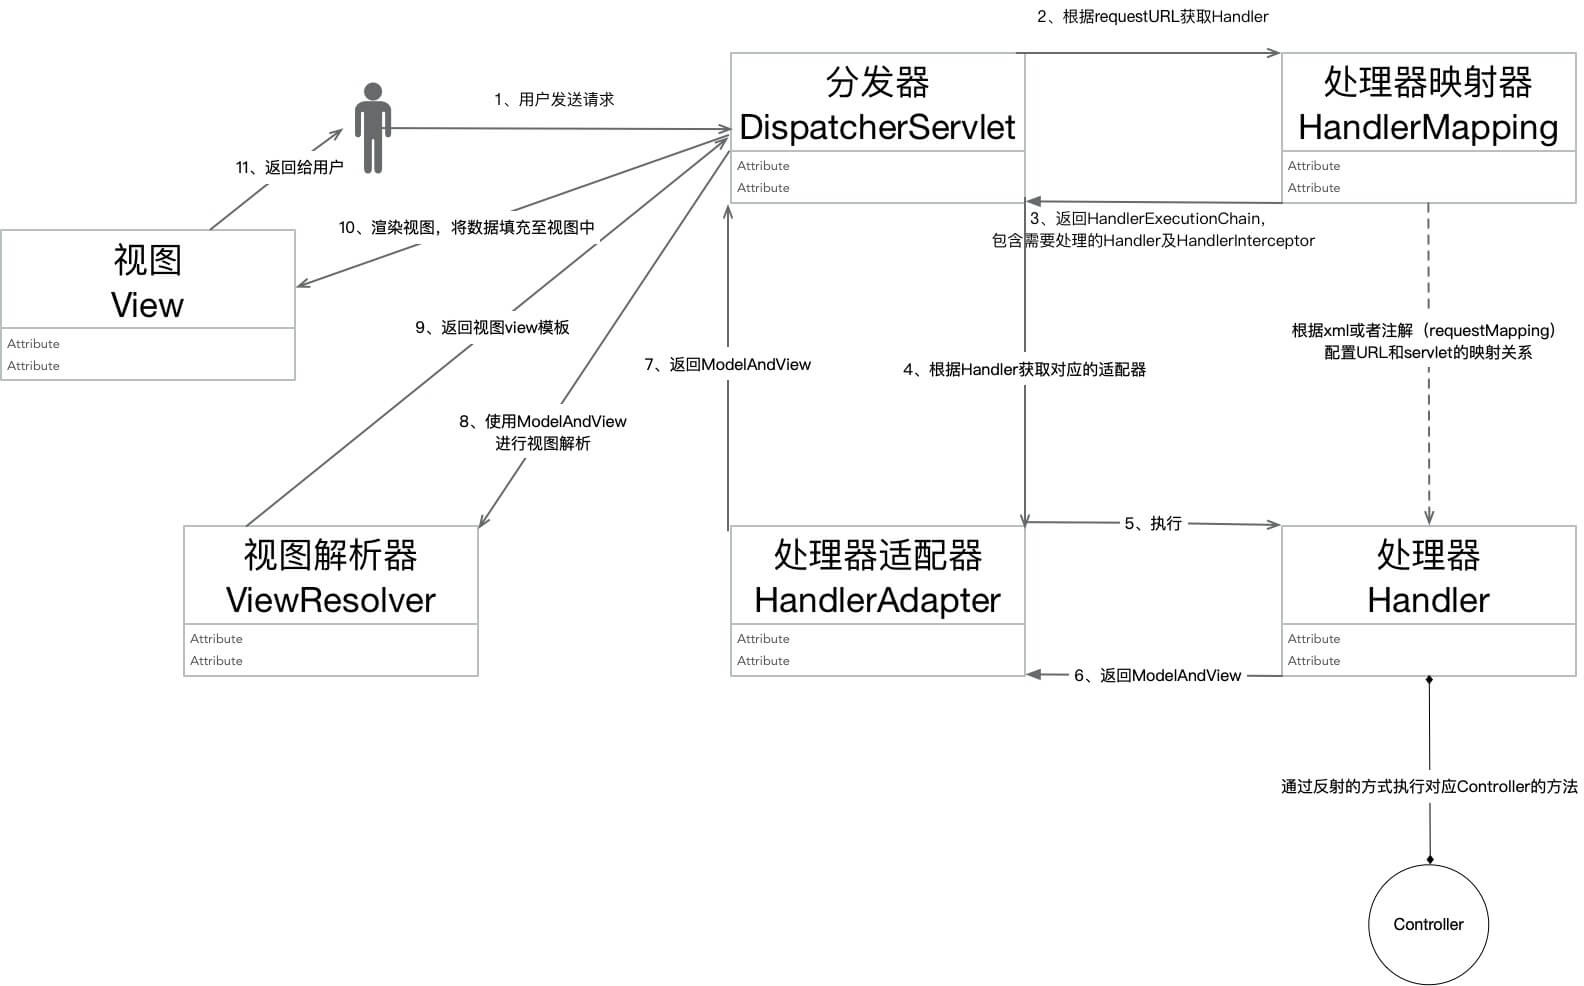 2、根据requestURL获取Handler
分发器
DispatcherServlet
Attribute
Attribute
处理器映射器
HandlerMapping
Attribute
Attribute
1、用户发送请求
11、返回给用户
3、返回HandlerExecutionChain，
包含需要处理的Handler及HandlerInterceptor
10、渲染视图，将数据填充至视图中
视图
View
Attribute
Attribute
9、返回视图view模板
根据xml或者注解（requestMapping）
配置URL和servlet的映射关系
7、返回ModelAndView
4、根据Handler获取对应的适配器
8、使用ModelAndView
进行视图解析
5、执行
视图解析器
ViewResolver
Attribute
Attribute
处理器适配器
HandlerAdapter
Attribute
Attribute
处理器
Handler
Attribute
Attribute
6、返回ModelAndView
通过反射的方式执行对应Controller的方法
Controller